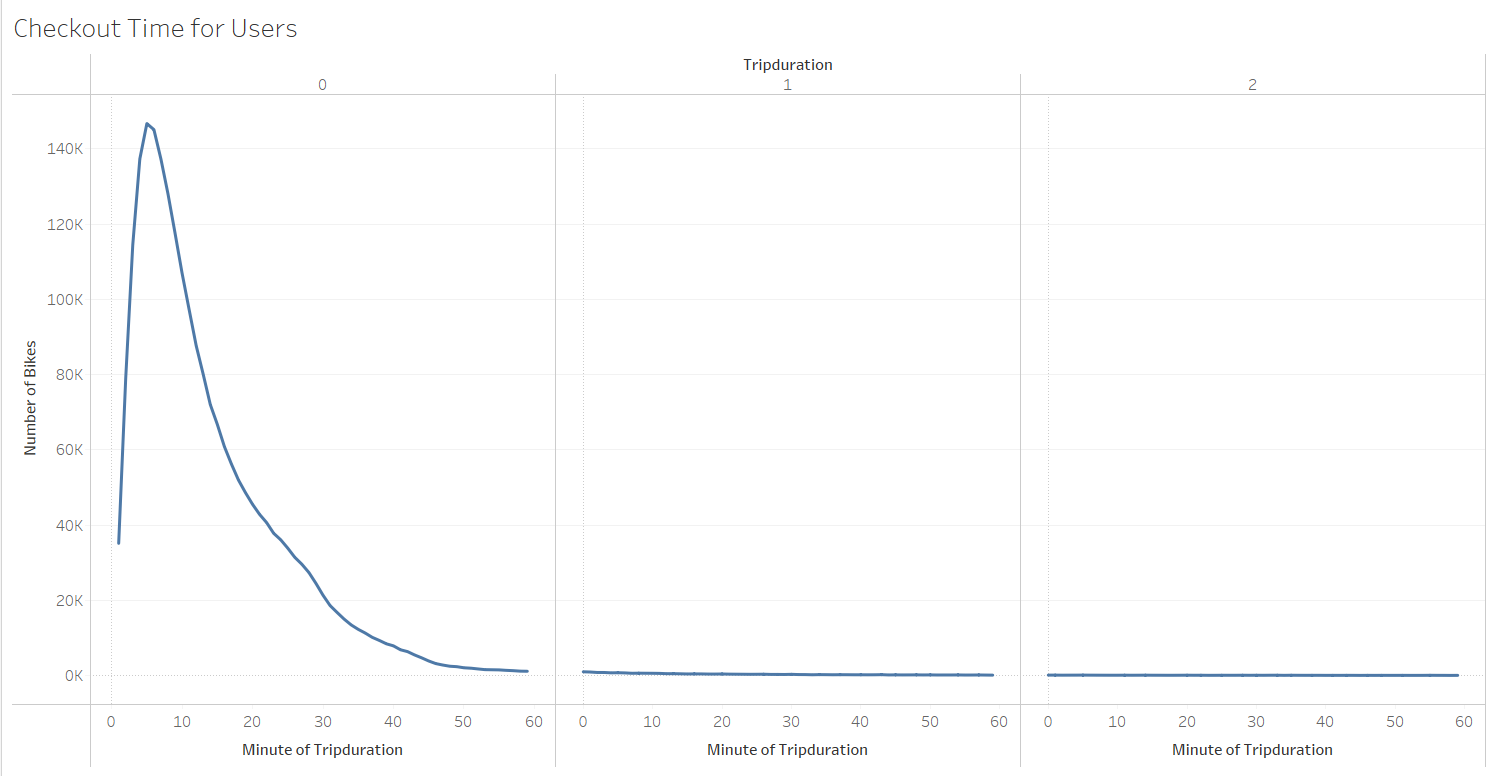 Checkout Time for Users
Tripduration
0 1 2
140K
120K
100K
80K
60K
40K
20K
0K
Number of Bikes
0 10 20 30 40 50 60 0 10 20 30 40 50 60 0 10 20 30 40 50 60
Minute of Tripduration Minute of Tripduration Minute of Tripduration